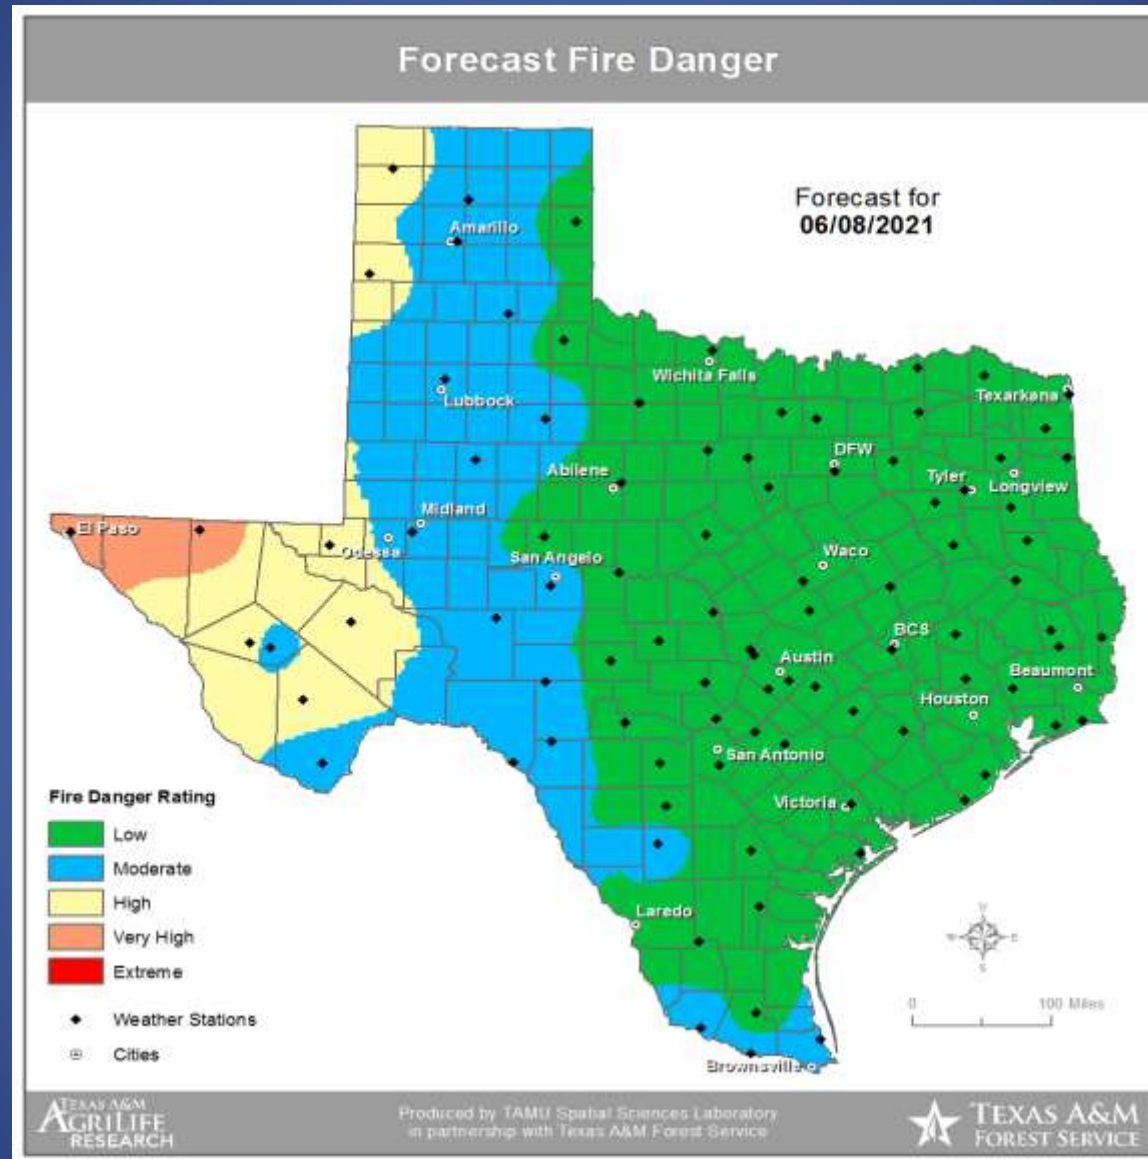 Forecast Fire Danger
Forecast for
06/08/2021
Amarillo
Wichita Falls
Texarkana
Lubbock
DFW
Abilene
Tyler
Longview
Midland
El Paso
Odessa
Waco
San Angelo
BCS
Austin
Beaumont
Houston
San Antonio
Victoria
Laredo
Brownsville
Fire Danger Rating
Low
Moderate
High
Very High
Extreme
Weather Stations
Cities
N
W E
S
0 100 Miles
TEXAS A&M
AGRILIFE
RESEARCH
Produced by TAMU Spatial Sciences Laboratory
in partnership with Texas A&M Forest Service
TEXAS A&M
FOREST SERVICE